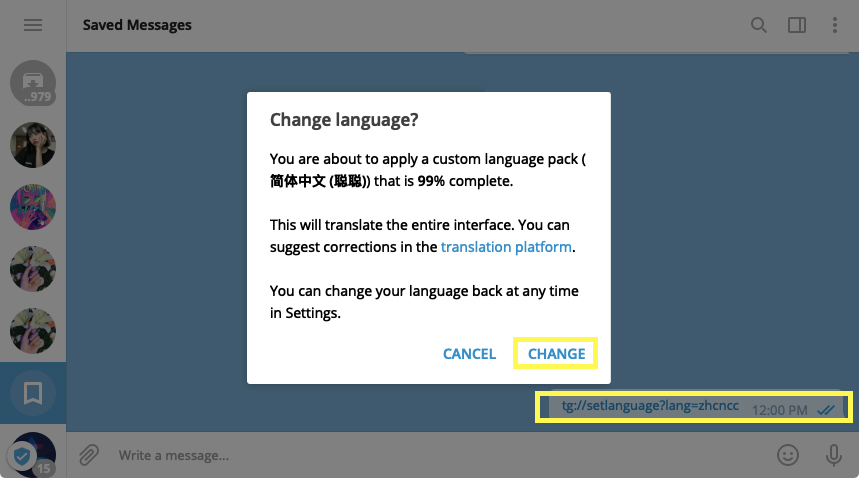 Saved Messages
..979
Change language?
You are about to apply a custom language pack (
简体中文 (聪聪)) that is 99% complete.
This will translate the entire interface. You can
suggest corrections in the translation platform.
You can change your language back at any time
in Settings.
CANCEL
CHANGE
tg://setlanguage?lang=zhcncc
12:00 PM
Write a message...
15